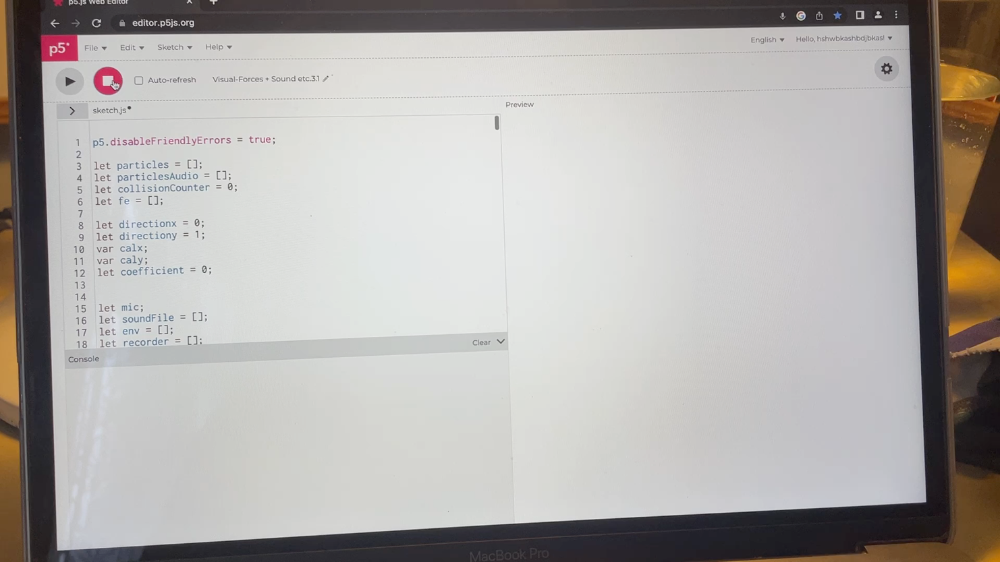 p5.js Web Editor
editor.p5js.org
p5* File Edit Sketch Help English Hello, hshwbkashbdjbkas!
Auto-refresh Visual-Forces + Sound etc.3.1
> sketch.js Preview
1 p5.disableFriendlyErrors = true;
2
3 let particles = [];
4 let particlesAudio = [];
5 let collisionCounter = 0;
6 let fe = [];
7
8 let directionx = 0;
9 let directiony = 1;
10 var calx;
11 var caly;
12 let coefficient = 0;
13
14
15 let mic;
16 let soundFile = [];
17 let env = [];
18 let recorder = [];
Console Clear
MacBook Pro